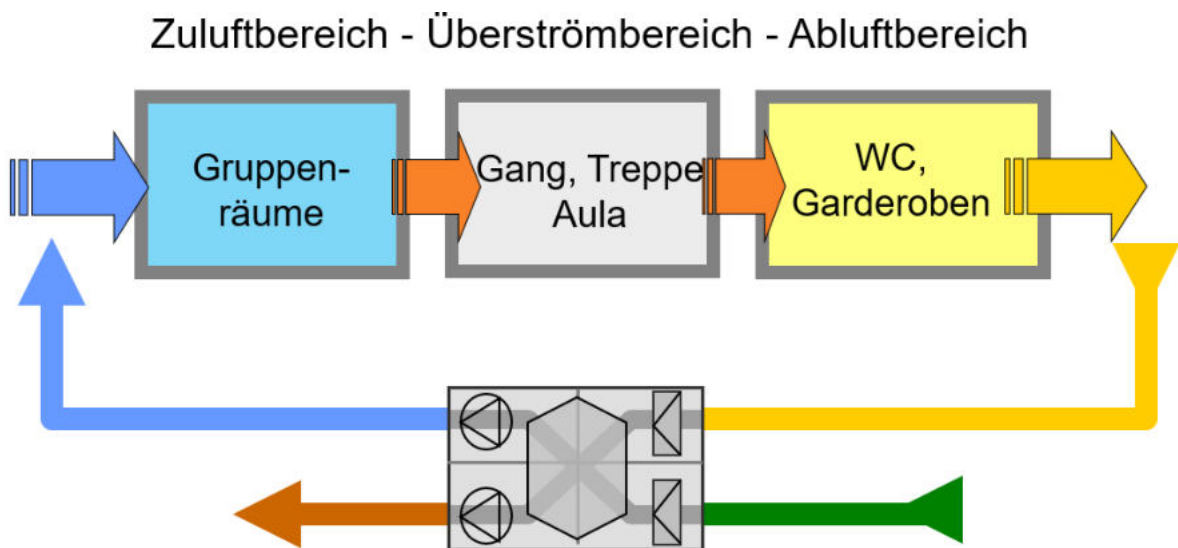 Zuluftbereich - Überströmbereich - Abluftbereich
Gruppen-
räume
Gang, Treppe
Aula
WC,
Garderoben